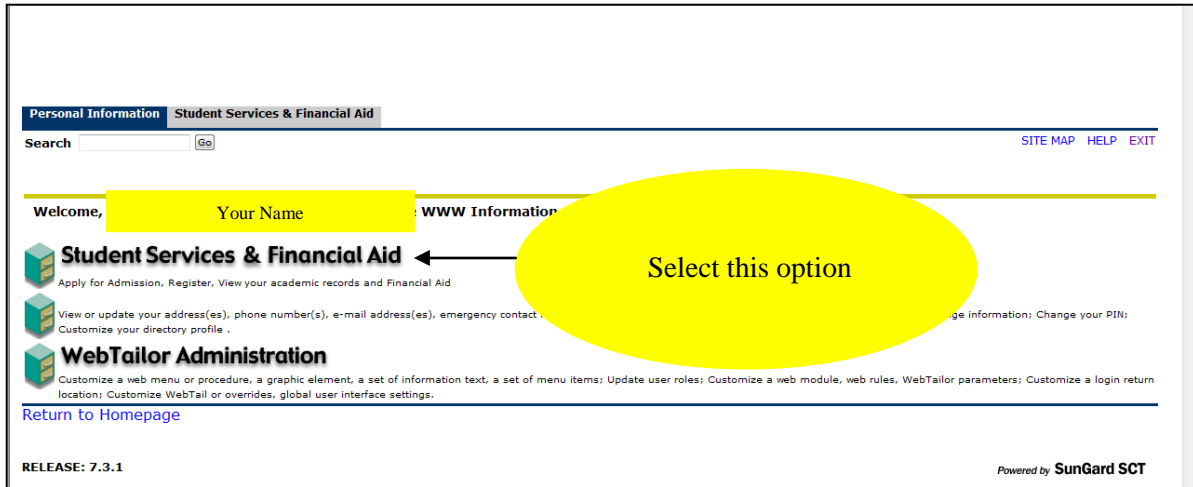 Personal Information Student Services & Financial Aid
Search Go SITE MAP HELP EXIT
Welcome, Your Name WWW Information
Student Services & Financial Aid
Select this option
Apply for Admission, Register, View your academic records and Financial Aid
View or update your address(es), phone number(s), e-mail address(es), emergency contact information; Change your PIN;
Customize your directory profile .
WebTailor Administration
Customize a web menu or procedure, a graphic element, a set of information text, a set of menu items; Update user roles; Customize a web module, web rules, WebTailor parameters; Customize a login return
location; Customize WebTail or overrides, global user interface settings.
Return to Homepage
RELEASE: 7.3.1 Powered by SunGard SCT